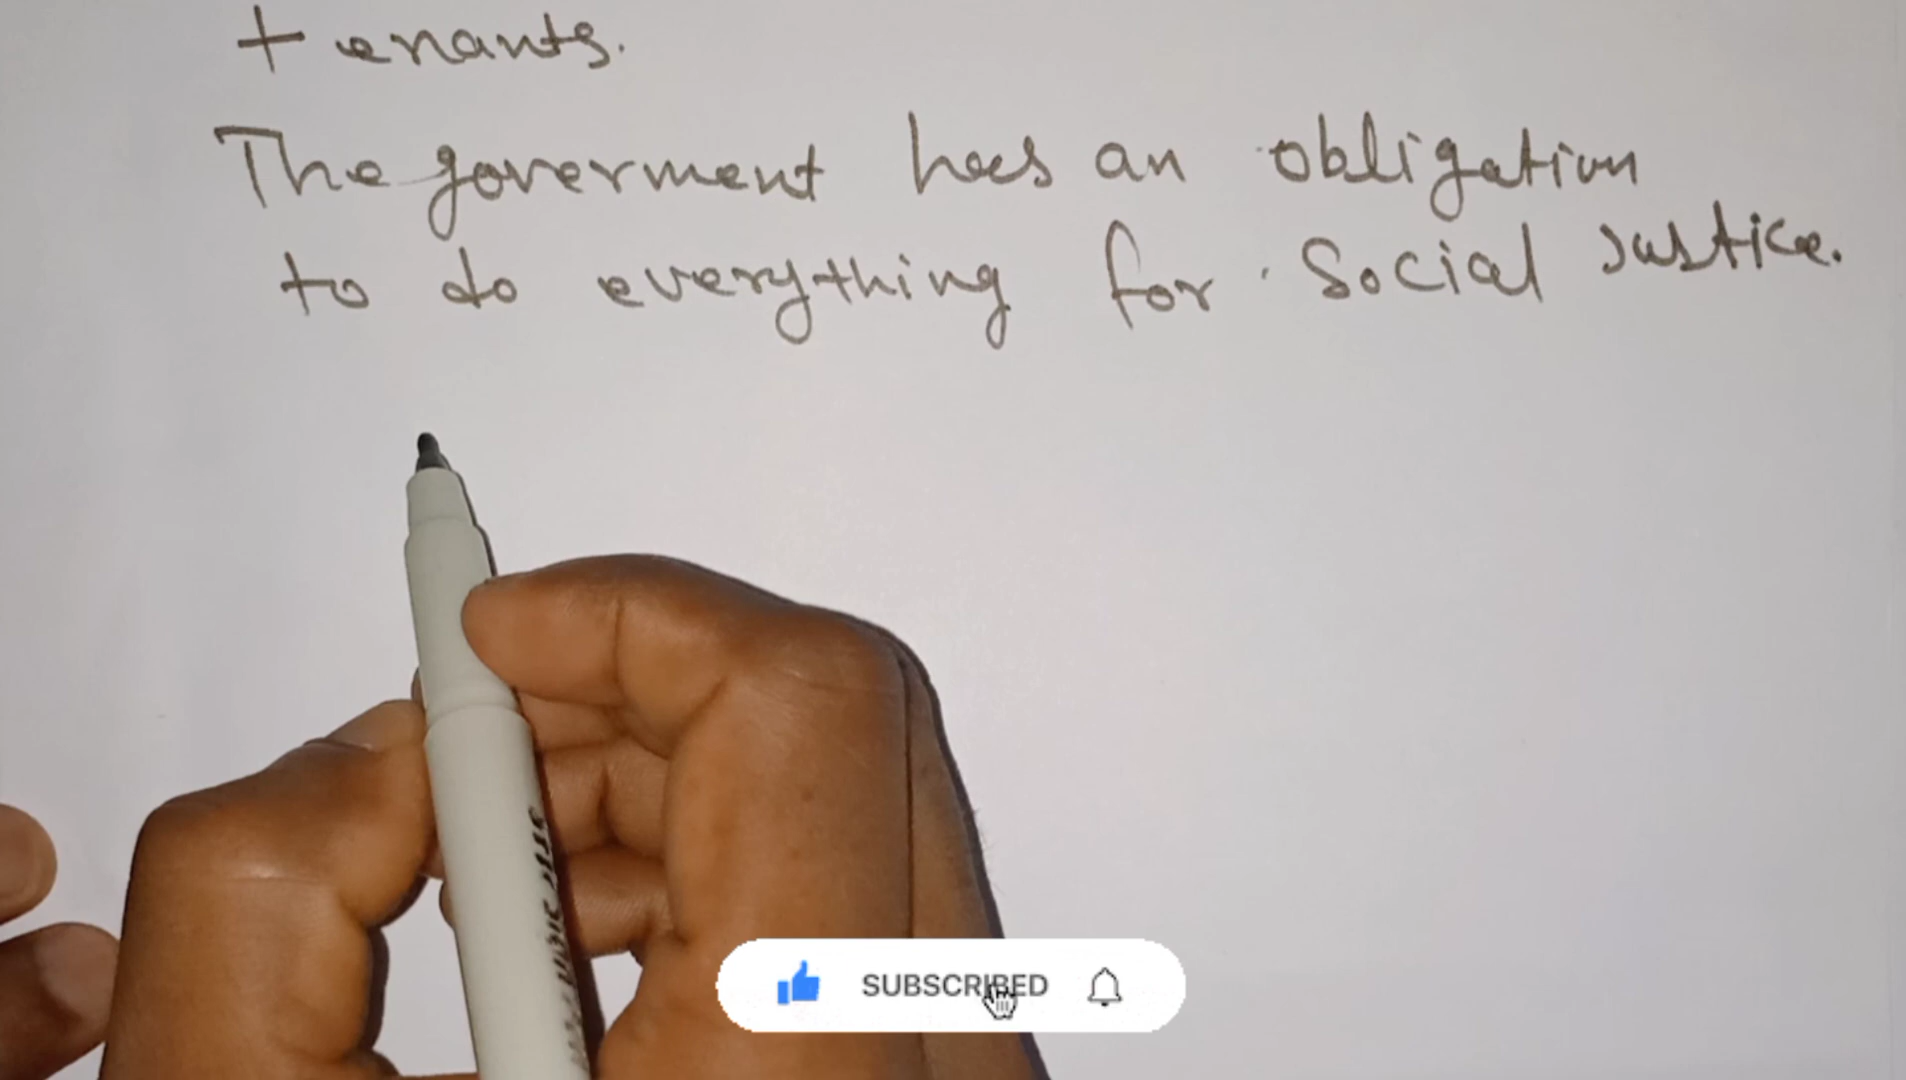 tenants.
The goverment has an obligation
to do everything for Social Justice.
SUBSCRIBED